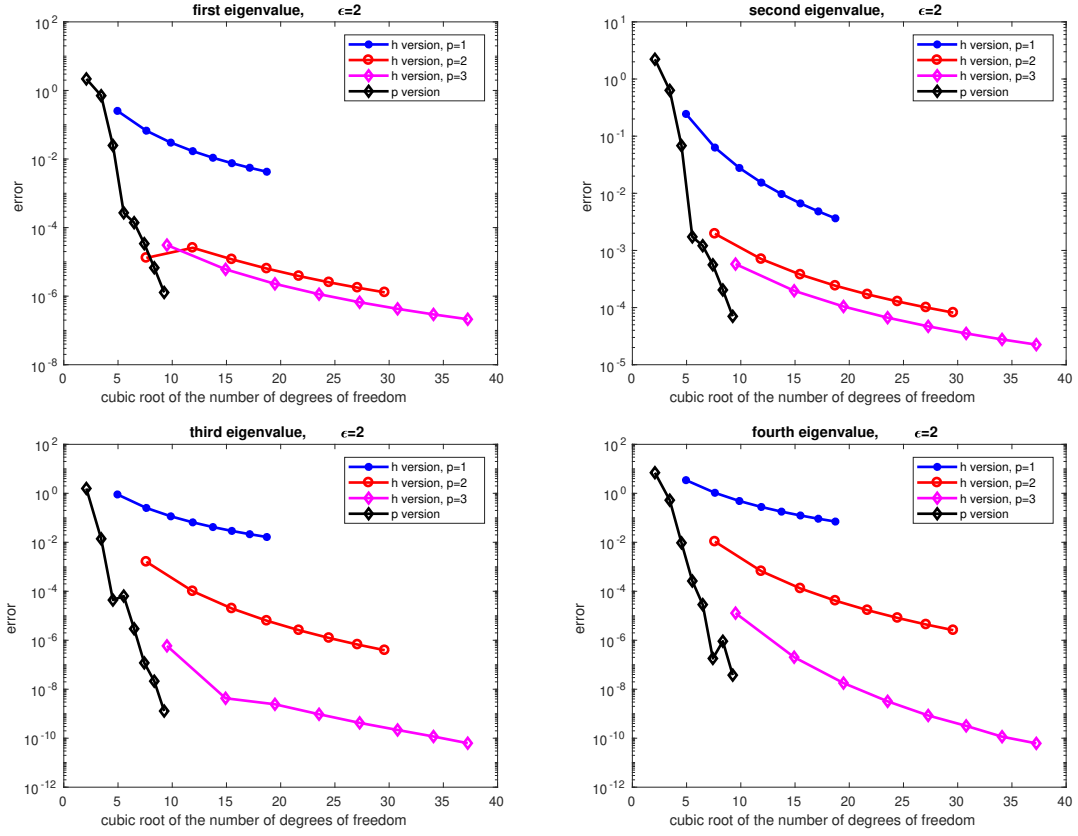 first eigenvalue, ϵ=2
error
10^2
10^0
10^-2
10^-4
10^-6
10^-8
h version, p=1
h version, p=2
h version, p=3
p version
0 5 10 15 20 25 30 35 40
cubic root of the number of degrees of freedom
second eigenvalue, ϵ=2
error
10^1
10^0
10^-1
10^-2
10^-3
10^-4
10^-5
h version, p=1
h version, p=2
h version, p=3
p version
0 5 10 15 20 25 30 35 40
cubic root of the number of degrees of freedom
third eigenvalue, ϵ=2
error
10^2
10^0
10^-2
10^-4
10^-6
10^-8
10^-10
10^-12
h version, p=1
h version, p=2
h version, p=3
p version
0 5 10 15 20 25 30 35 40
cubic root of the number of degrees of freedom
fourth eigenvalue, ϵ=2
error
10^2
10^0
10^-2
10^-4
10^-6
10^-8
10^-10
10^-12
h version, p=1
h version, p=2
h version, p=3
p version
0 5 10 15 20 25 30 35 40
cubic root of the number of degrees of freedom